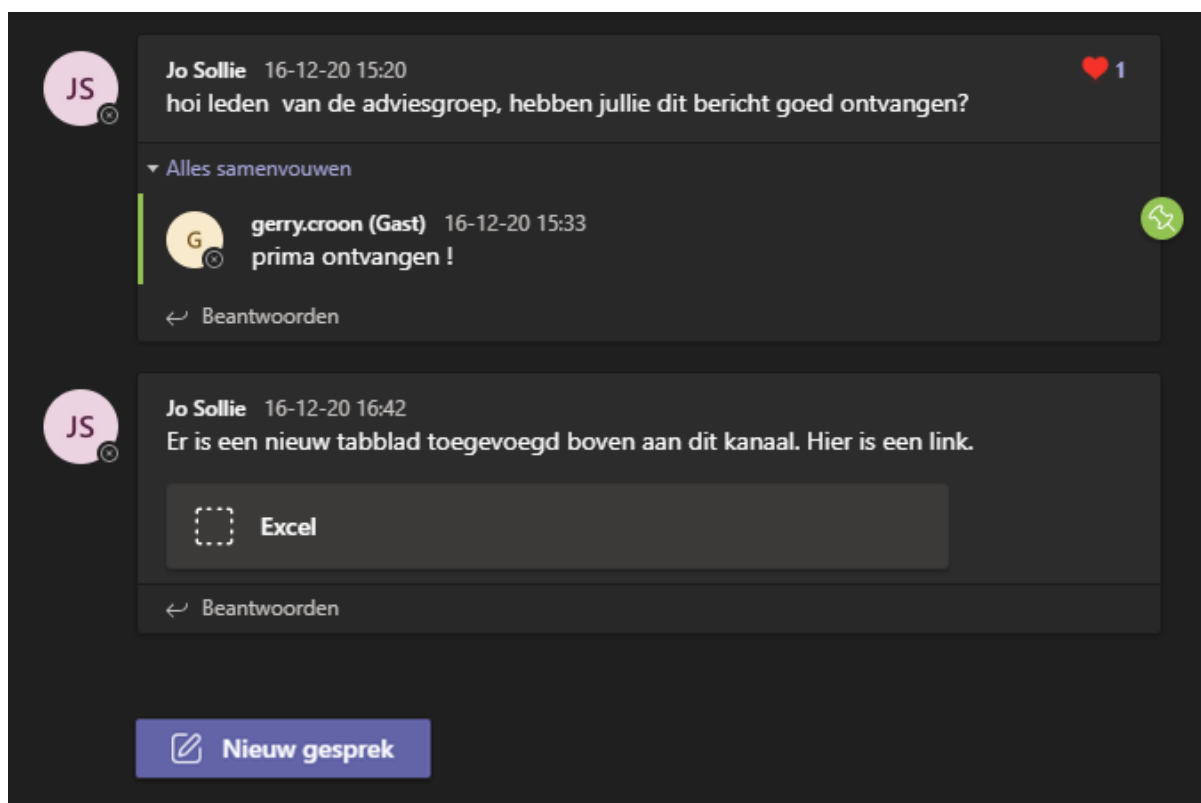 JS
Jo Sollie 16-12-20 15:20
1
hoi leden  van de adviesgroep, hebben jullie dit bericht goed ontvangen?
Alles samenvouwen
G
gerry.croon (Gast) 16-12-20 15:33
prima ontvangen !
Beantwoorden
JS
Jo Sollie 16-12-20 16:42
Er is een nieuw tabblad toegevoegd boven aan dit kanaal. Hier is een link.
Excel
Beantwoorden
Nieuw gesprek